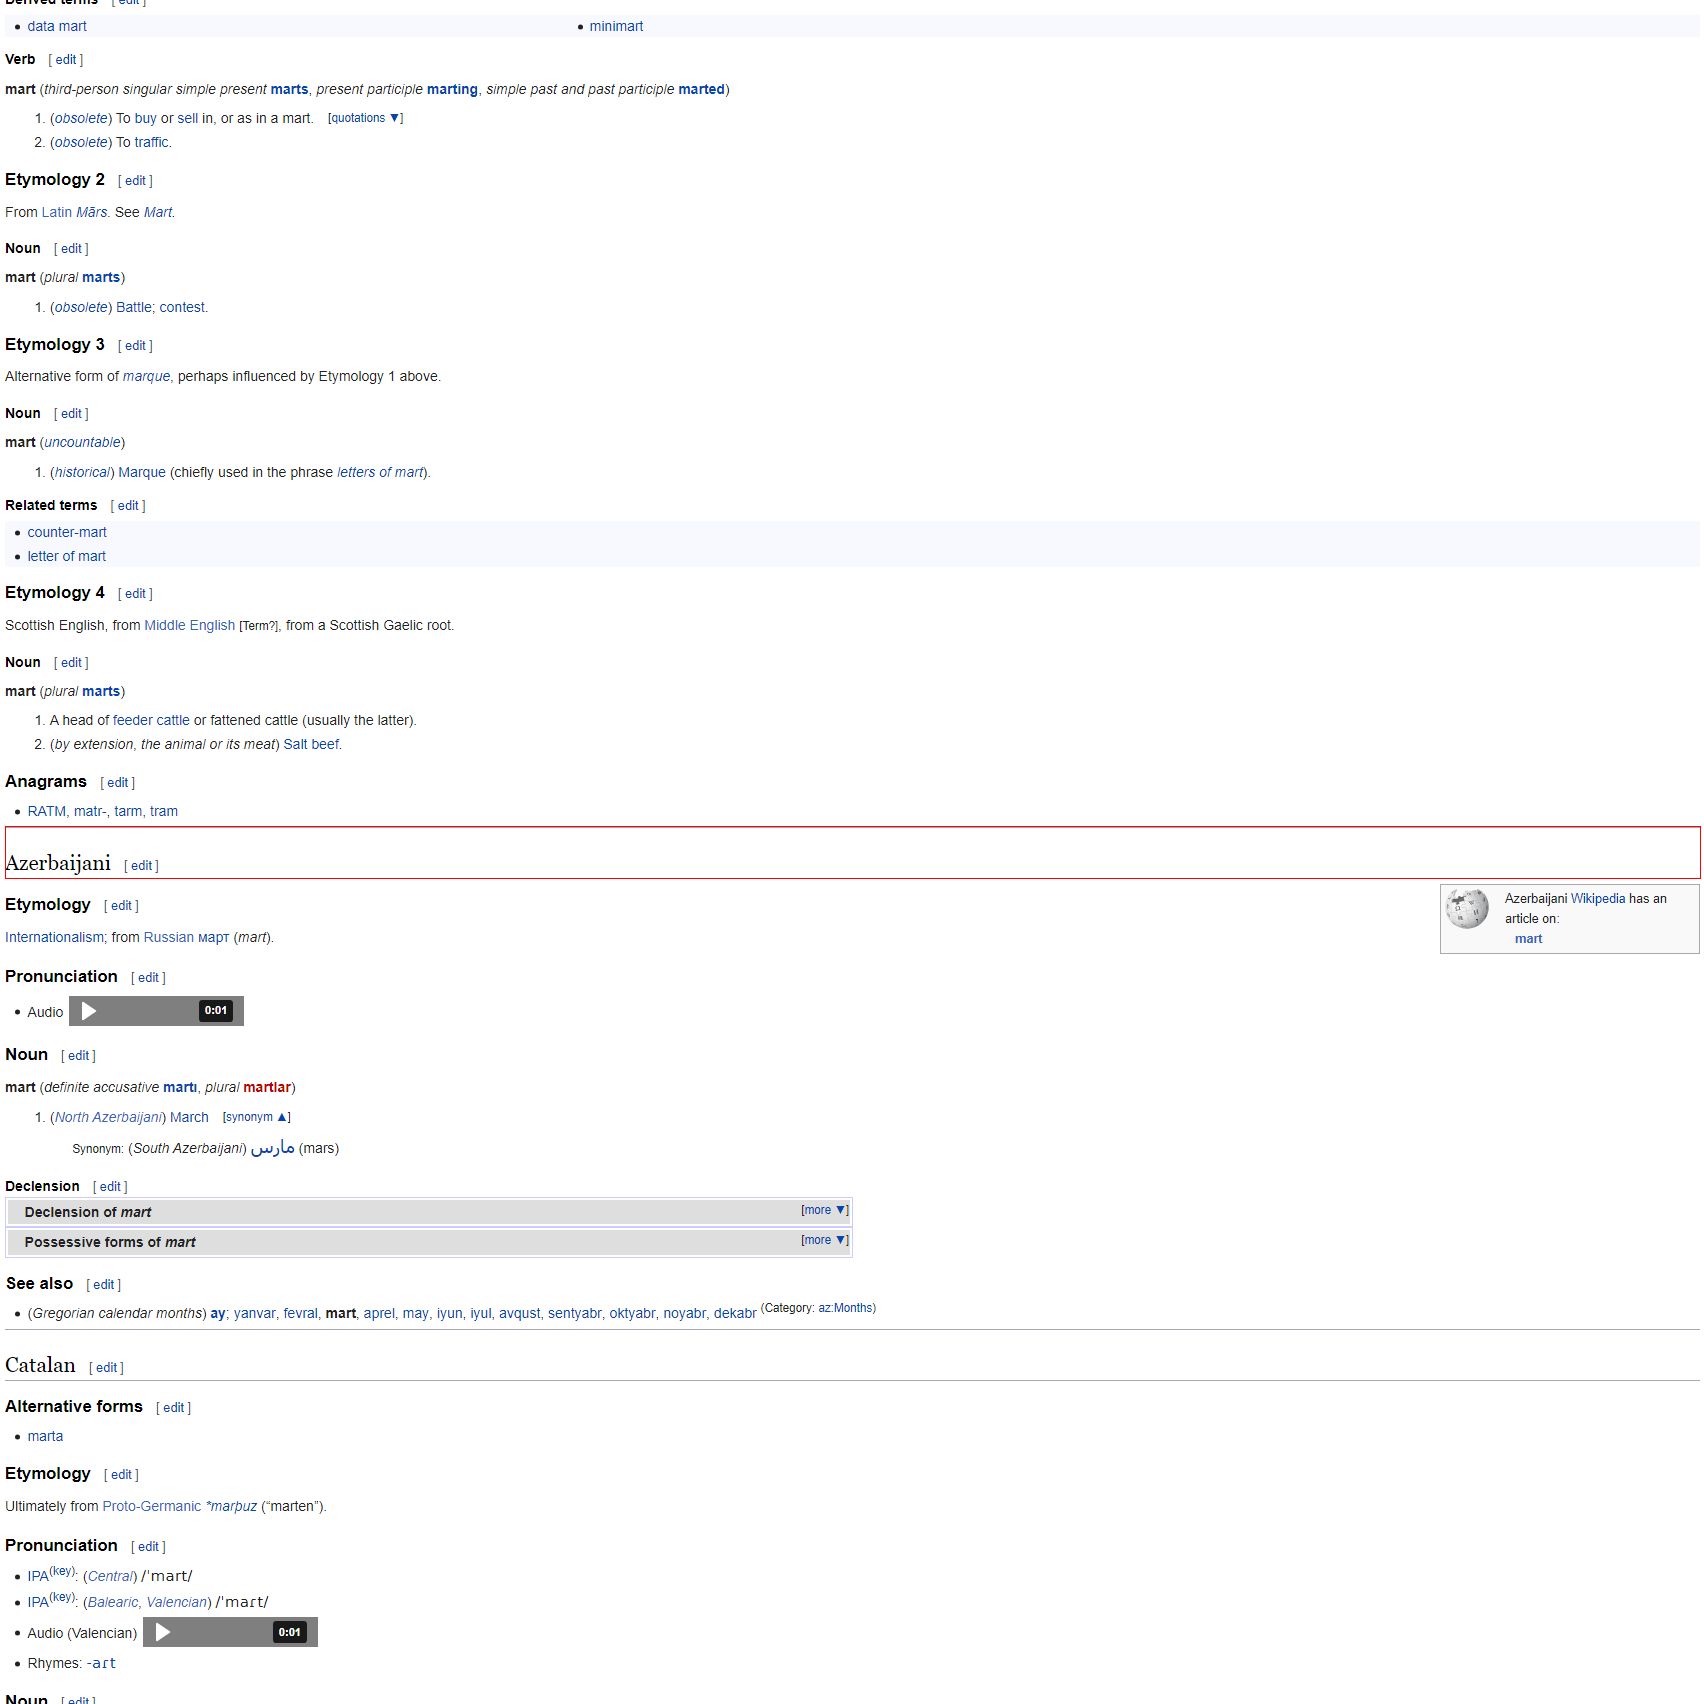 Derived terms [ edit ]
• data mart • minimart
Verb [ edit ]
mart (third-person singular simple present marts, present participle marting, simple past and past participle marted)
1. (obsolete) To buy or sell in, or as in a mart. [quotations ▼]
2. (obsolete) To traffic.
Etymology 2 [ edit ]
From Latin Mārs. See Mart.
Noun [ edit ]
mart (plural marts)
1. (obsolete) Battle; contest.
Etymology 3 [ edit ]
Alternative form of marque, perhaps influenced by Etymology 1 above.
Noun [ edit ]
mart (uncountable)
1. (historical) Marque (chiefly used in the phrase letters of mart).
Related terms [ edit ]
• counter-mart
• letter of mart
Etymology 4 [ edit ]
Scottish English, from Middle English [Term?], from a Scottish Gaelic root.
Noun [ edit ]
mart (plural marts)
1. A head of feeder cattle or fattened cattle (usually the latter).
2. (by extension, the animal or its meat) Salt beef.
Anagrams [ edit ]
• RATM, matr-, tarm, tram
Azerbaijani [ edit ]
Azerbaijani Wikipedia has an
article on:
mart
Etymology [ edit ]
Internationalism; from Russian март (mart).
Pronunciation [ edit ]
• Audio 0:01
Noun [ edit ]
mart (definite accusative martı, plural martlar)
1. (North Azerbaijani) March [synonym ▲]
Synonym: (South Azerbaijani) مارس (mars)
Declension [ edit ]
Declension of mart [more ▼]
Possessive forms of mart [more ▼]
See also [ edit ]
• (Gregorian calendar months) ay; yanvar, fevral, mart, aprel, may, iyun, iyul, avqust, sentyabr, oktyabr, noyabr, dekabr (Category: az:Months)
Catalan [ edit ]
Alternative forms [ edit ]
• marta
Etymology [ edit ]
Ultimately from Proto-Germanic *marþuz (“marten”).
Pronunciation [ edit ]
• IPA(key): (Central) /ˈmart/
• IPA(key): (Balearic, Valencian) /ˈmaɾt/
• Audio (Valencian) 0:01
• Rhymes: -aɾt
Noun [ edit ]